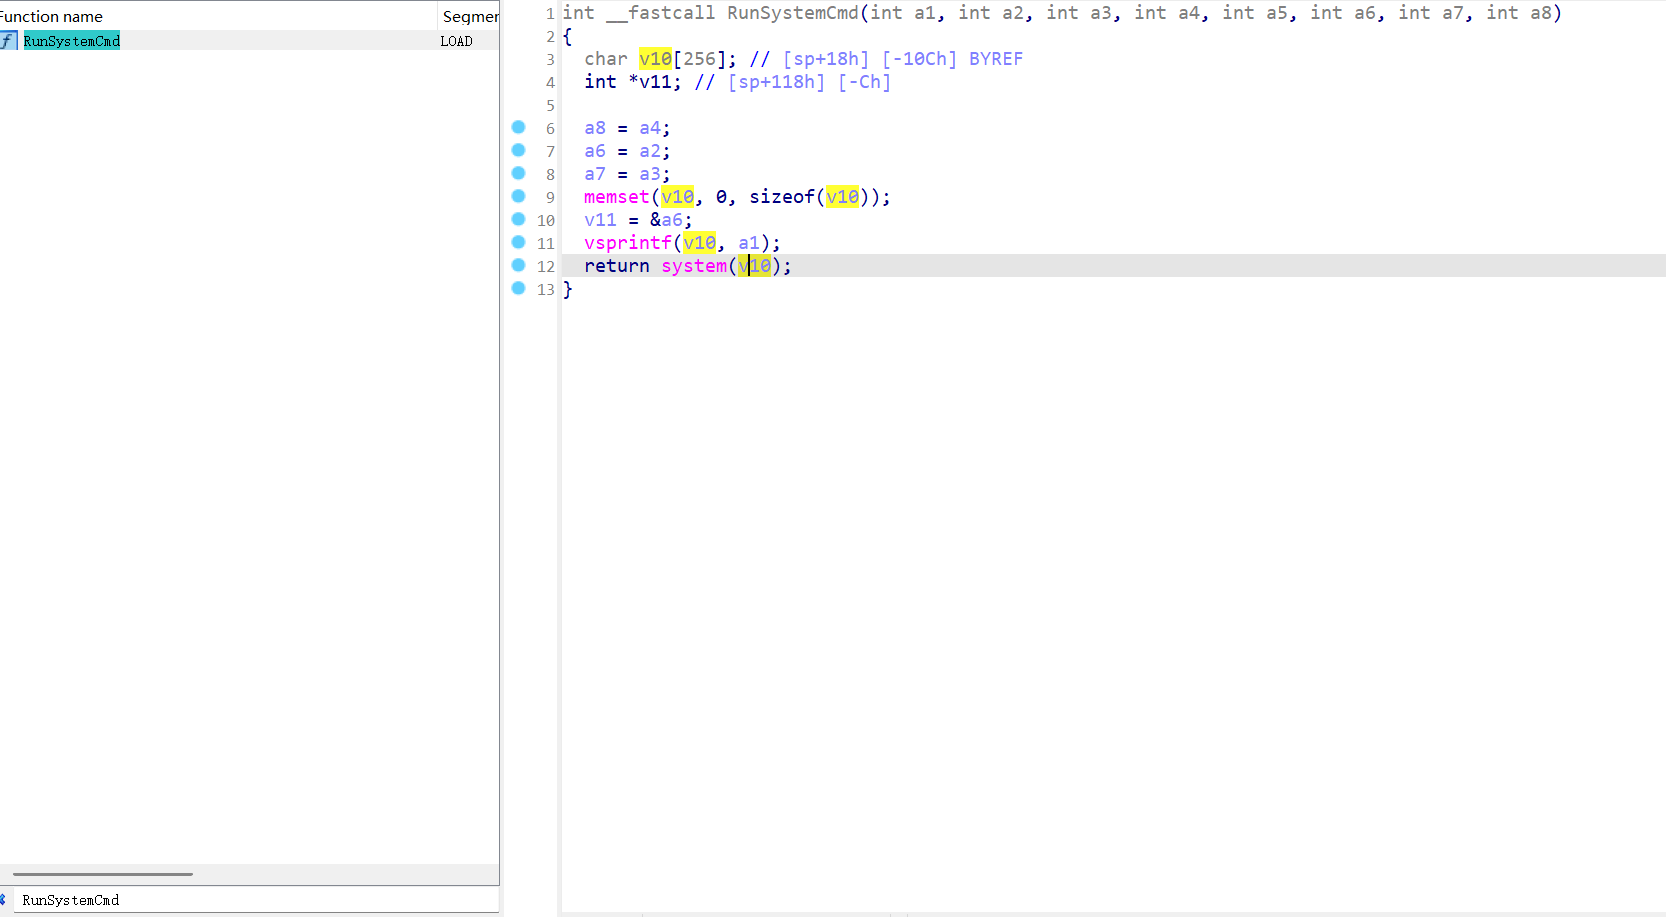 Function name Segmer
f RunSystemCmd LOAD
1 int __fastcall RunSystemCmd(int a1, int a2, int a3, int a4, int a5, int a6, int a7, int a8)
2 {
3 char v10[256]; // [sp+18h] [-10Ch] BYREF
4 int *v11; // [sp+118h] [-Ch]
5
6 a8 = a4;
7 a6 = a2;
8 a7 = a3;
9 memset(v10, 0, sizeof(v10));
10 v11 = &a6;
11 vsprintf(v10, a1);
12 return system(v10);
13 }
RunSystemCmd